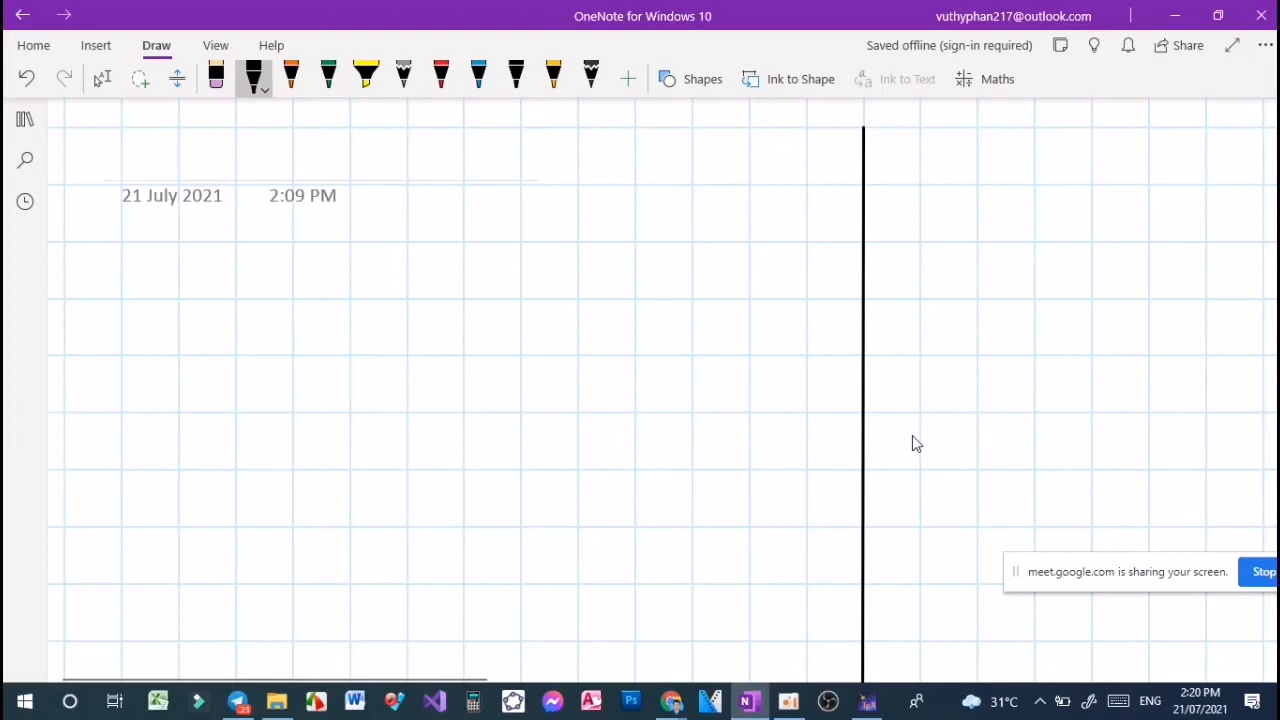 OneNote for Windows 10
vuthyphan217@outlook.com
Home Insert Draw View Help
Saved offline (sign-in required)
Share
Shapes
Ink to Shape
Ink to Text
Maths
21 July 2021 2:09 PM
meet.google.com is sharing your screen.
Stop
31°C
ENG
2:20 PM
21/07/2021